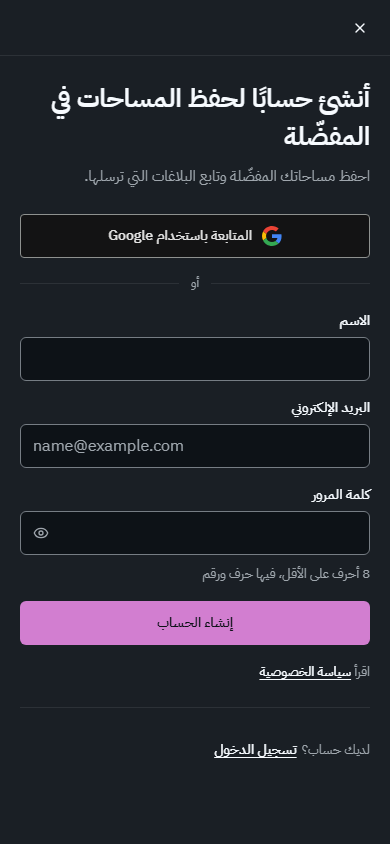 أنشئ حسابًا لحفظ المساحات في
المفضّلة
احفظ مساحاتك المفضّلة وتابع البلاغات التي ترسلها.
المتابعة باستخدام Google
أو
الاسم
البريد الإلكتروني
name@example.com
كلمة المرور
8 أحرف على الأقل، فيها حرف ورقم
إنشاء الحساب
اقرأ سياسة الخصوصية
لديك حساب؟ تسجيل الدخول